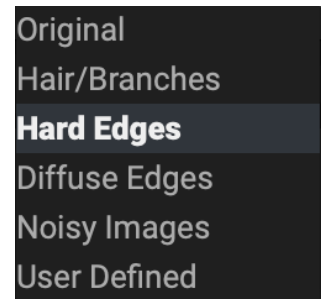 Original
Hair/Branches
Hard Edges
Diffuse Edges
Noisy Images
User Defined